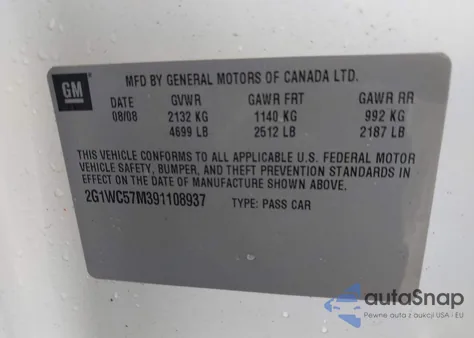 GM
MFD BY GENERAL MOTORS OF CANADA LTD.
DATE GVWR GAWR FRT GAWR RR
08/08 2132 KG 1140 KG 992 KG
4699 LB 2512 LB 2187 LB
THIS VEHICLE CONFORMS TO ALL APPLICABLE U.S. FEDERAL MOTOR
VEHICLE SAFETY, BUMPER, AND THEFT PREVENTION STANDARDS IN
EFFECT ON THE DATE OF MANUFACTURE SHOWN ABOVE.
2G1WC57M391108937 TYPE: PASS CAR
autaSnap
Pewne auta z aukcji USA i EU